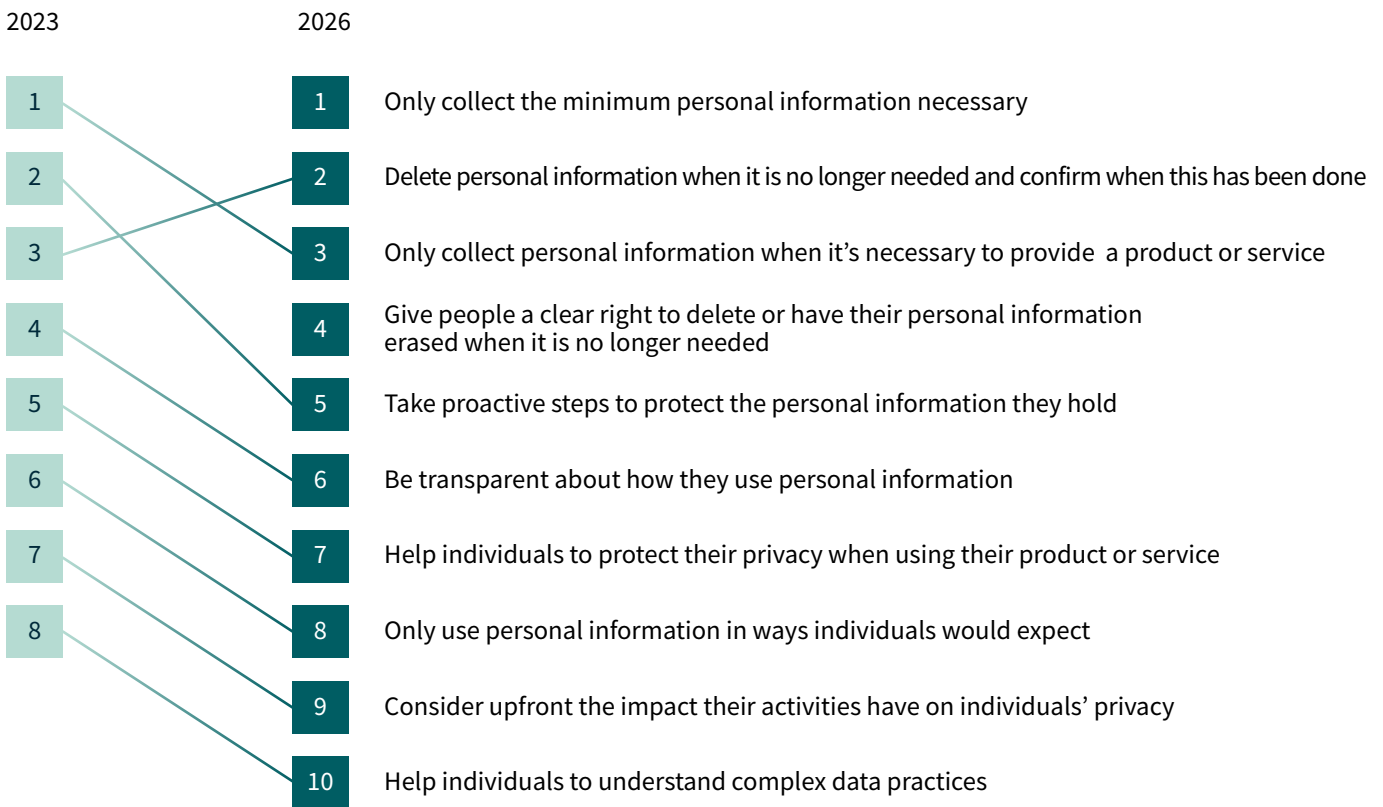 2023 2026
1 1 Only collect the minimum personal information necessary
2 2 Delete personal information when it is no longer needed and confirm when this has been done
3 3 Only collect personal information when it’s necessary to provide  a product or service
4 4 Give people a clear right to delete or have their personal information
erased when it is no longer needed
5 5 Take proactive steps to protect the personal information they hold
6 6 Be transparent about how they use personal information
7 7 Help individuals to protect their privacy when using their product or service
8 8 Only use personal information in ways individuals would expect
9 Consider upfront the impact their activities have on individuals’ privacy
10 Help individuals to understand complex data practices